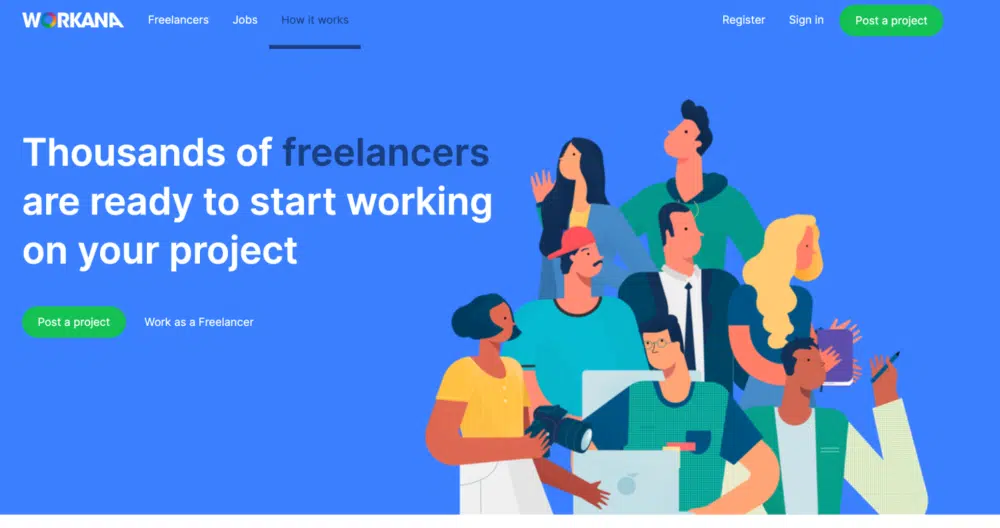 WORKANA
Freelancers
Jobs
How it works
Register
Sign in
Post a project
Thousands of freelancers
are ready to start working
on your project
Post a project
Work as a Freelancer